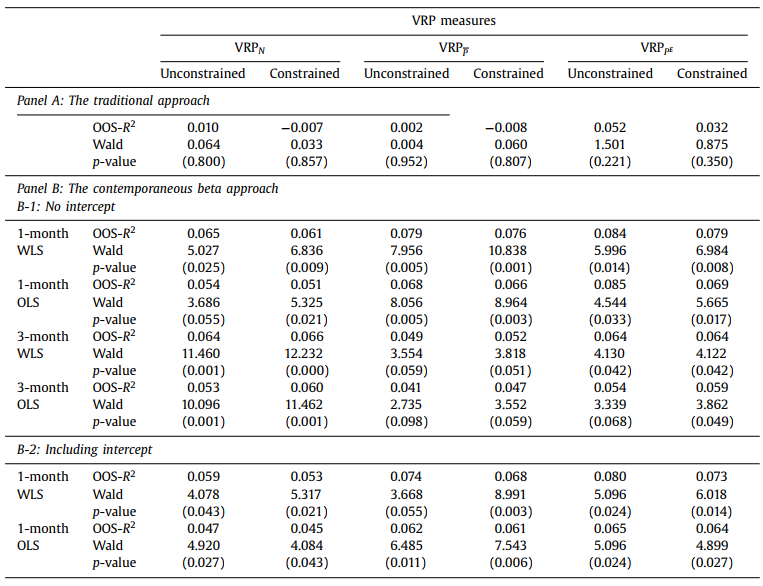 VRP measures
VRP_N VRP_p̅ VRP_pE
Unconstrained Constrained Unconstrained Constrained Unconstrained Constrained
Panel A: The traditional approach
OOS-R² 0.010 −0.007 0.002 −0.008 0.052 0.032
Wald 0.064 0.033 0.004 0.060 1.501 0.875
p-value (0.800) (0.857) (0.952) (0.807) (0.221) (0.350)
Panel B: The contemporaneous beta approach
B-1: No intercept
1-month OOS-R² 0.065 0.061 0.079 0.076 0.084 0.079
WLS Wald 5.027 6.836 7.956 10.838 5.996 6.984
p-value (0.025) (0.009) (0.005) (0.001) (0.014) (0.008)
1-month OOS-R² 0.054 0.051 0.068 0.066 0.085 0.069
OLS Wald 3.686 5.325 8.056 8.964 4.544 5.665
p-value (0.055) (0.021) (0.005) (0.003) (0.033) (0.017)
3-month OOS-R² 0.064 0.066 0.049 0.052 0.064 0.064
WLS Wald 11.460 12.232 3.554 3.818 4.130 4.122
p-value (0.001) (0.000) (0.059) (0.051) (0.042) (0.042)
3-month OOS-R² 0.053 0.060 0.041 0.047 0.054 0.059
OLS Wald 10.096 11.462 2.735 3.552 3.339 3.862
p-value (0.001) (0.001) (0.098) (0.059) (0.068) (0.049)
B-2: Including intercept
1-month OOS-R² 0.059 0.053 0.074 0.068 0.080 0.073
WLS Wald 4.078 5.317 3.668 8.991 5.096 6.018
p-value (0.043) (0.021) (0.055) (0.003) (0.024) (0.014)
1-month OOS-R² 0.047 0.045 0.062 0.061 0.065 0.064
OLS Wald 4.920 4.084 6.485 7.543 5.096 4.899
p-value (0.027) (0.043) (0.011) (0.006) (0.024) (0.027)